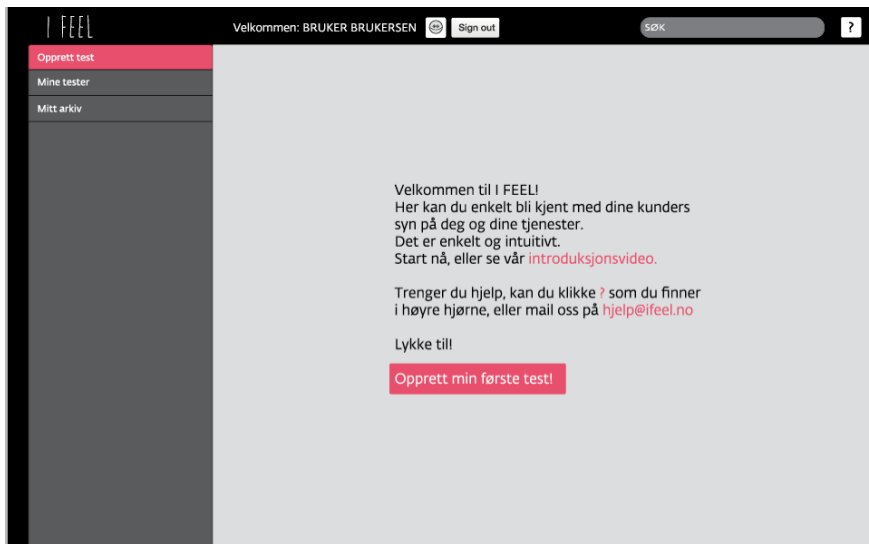 I FEEL
Velkommen: BRUKER BRUKERSEN
Sign out
SØK
?
Opprett test
Mine tester
Mitt arkiv
Velkommen til I FEEL!
Her kan du enkelt bli kjent med dine kunders
syn på deg og dine tjenester.
Det er enkelt og intuitivt.
Start nå, eller se vår introduksjonsvideo.
Trenger du hjelp, kan du klikke ? som du finner
i høyre hjørne, eller mail oss på hjelp@ifeel.no
Lykke til!
Opprett min første test!